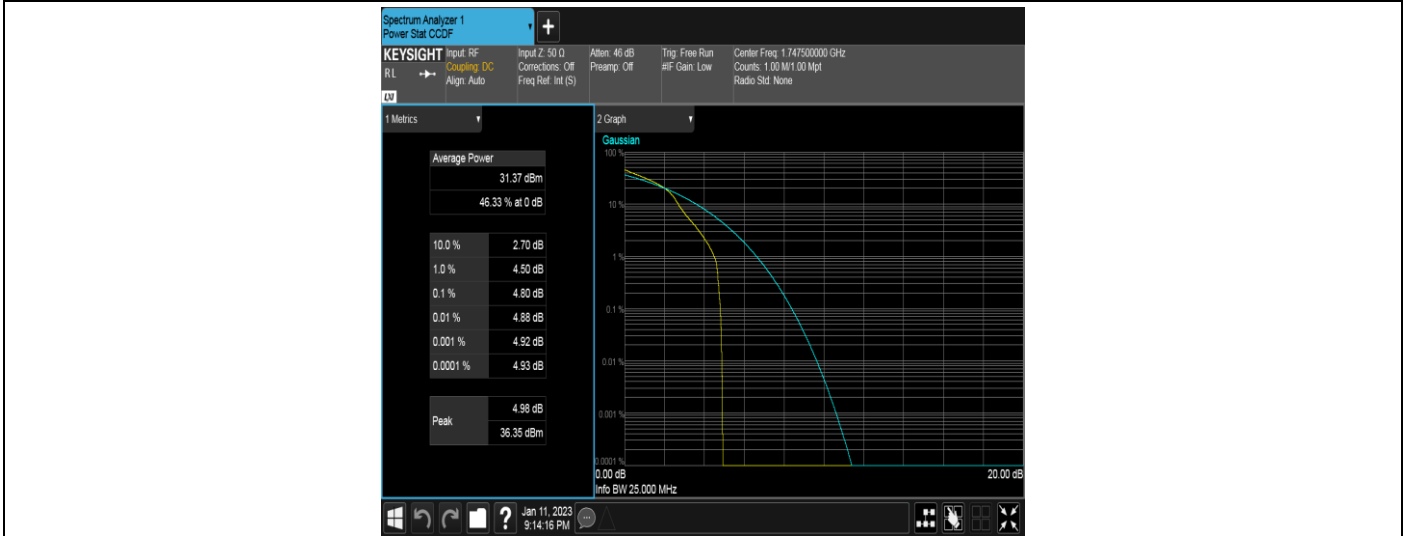 Spectrum Analyzer 1
Power Stat CCDF
+
KEYSIGHT
RL
LXI
Input: RF
Coupling: DC
Align: Auto
Input Z: 50 Ω
Corrections: Off
Freq Ref: Int (S)
Atten: 46 dB
Preamp: Off
Trig: Free Run
#IF Gain: Low
Center Freq: 1.747500000 GHz
Counts: 1.00 M/1.00 Mpt
Radio Std: None
1 Metrics
Average Power
31.37 dBm
46.33 % at 0 dB
10.0 % 2.70 dB
1.0 % 4.50 dB
0.1 % 4.80 dB
0.01 % 4.88 dB
0.001 % 4.92 dB
0.0001 % 4.93 dB
Peak
4.98 dB
36.35 dBm
2 Graph
Gaussian
100 %
10 %
1 %
0.1 %
0.01 %
0.001 %
0.0001 %
0.00 dB 20.00 dB
Info BW 25.000 MHz
?
Jan 11, 2023
9:14:16 PM